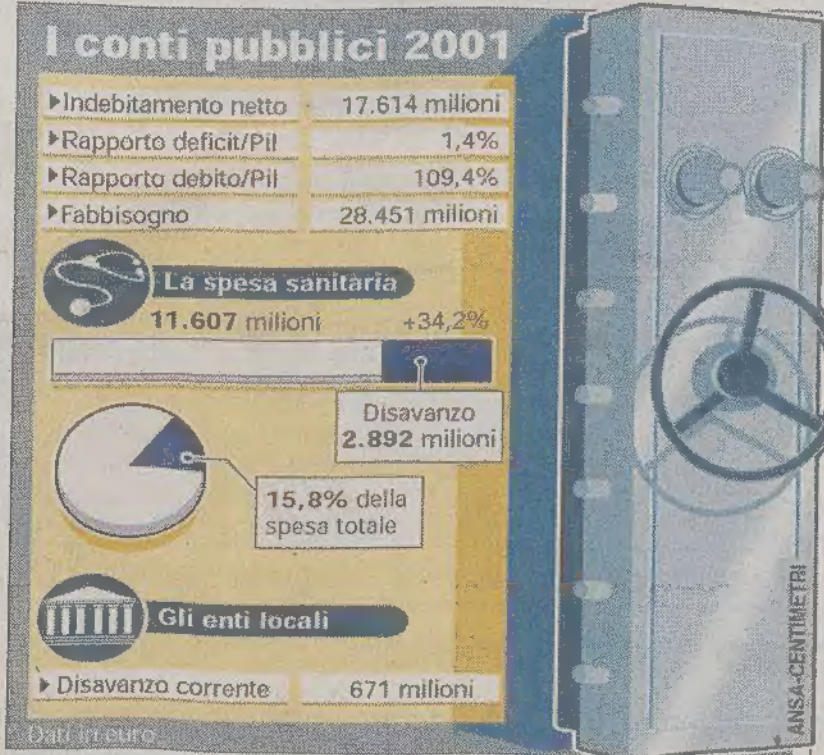 I conti pubblici 2001
▶Indebitamento netto 17.614 milioni
▶Rapporto deficit/Pil 1,4%
▶Rapporto debito/Pil 109,4%
▶Fabbisogno 28.451 milioni
La spesa sanitaria
11.607 milioni +34,2%
Disavanzo
2.892 milioni
15,8% della
spesa totale
Gli enti locali
▶Disavanzo corrente 671 milioni
Dati in euro
ANSA-CENTIMETRI